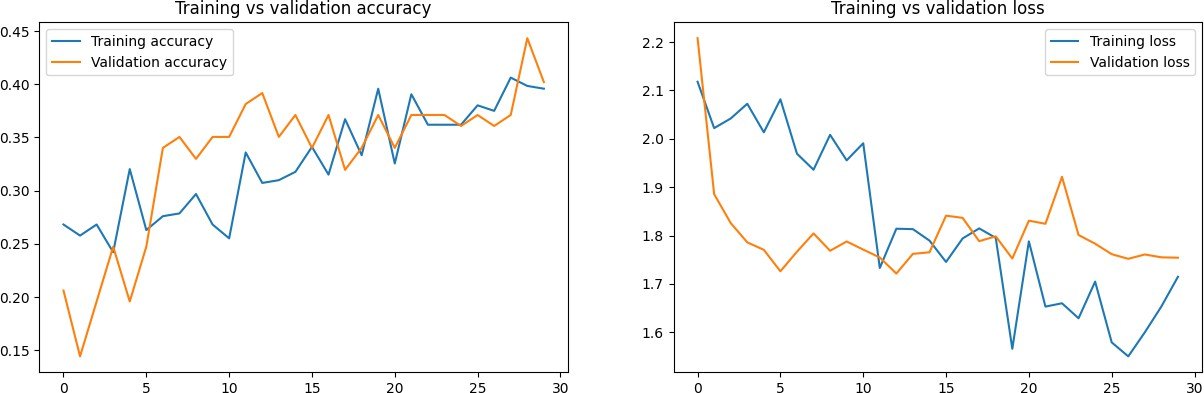 Training vs validation accuracy
Training accuracy
Validation accuracy
0.45
0.40
0.35
0.30
0.25
0.20
0.15
0 5 10 15 20 25 30
Training vs validation loss
Training loss
Validation loss
2.2
2.1
2.0
1.9
1.8
1.7
1.6
0 5 10 15 20 25 30